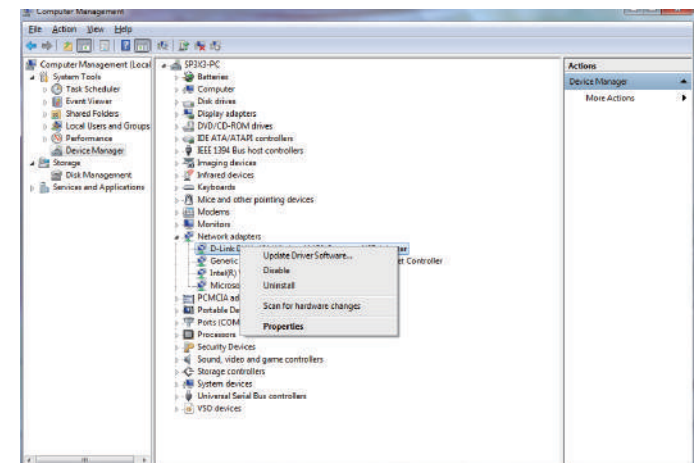 Computer Management
File Action View Help
Computer Management (Local
System Tools
Task Scheduler
Event Viewer
Shared Folders
Local Users and Groups
Performance
Device Manager
Storage
Disk Management
Services and Applications
SP3X3-PC
Batteries
Computer
Disk drives
Display adapters
DVD/CD-ROM drives
IDE ATA/ATAPI controllers
IEEE 1394 Bus host controllers
Imaging devices
Infrared devices
Keyboards
Mice and other pointing devices
Modems
Monitors
Network adapters
D-Link
Generic
et Controller
Intel(R)
Microso
PCMCIA ad
Portable De
Ports (COM
Processors
Security Devices
Sound, video and game controllers
Storage controllers
System devices
Universal Serial Bus controllers
VSO devices
Update Driver Software...
Disable
Uninstall
Scan for hardware changes
Properties
Actions
Device Manager
More Actions